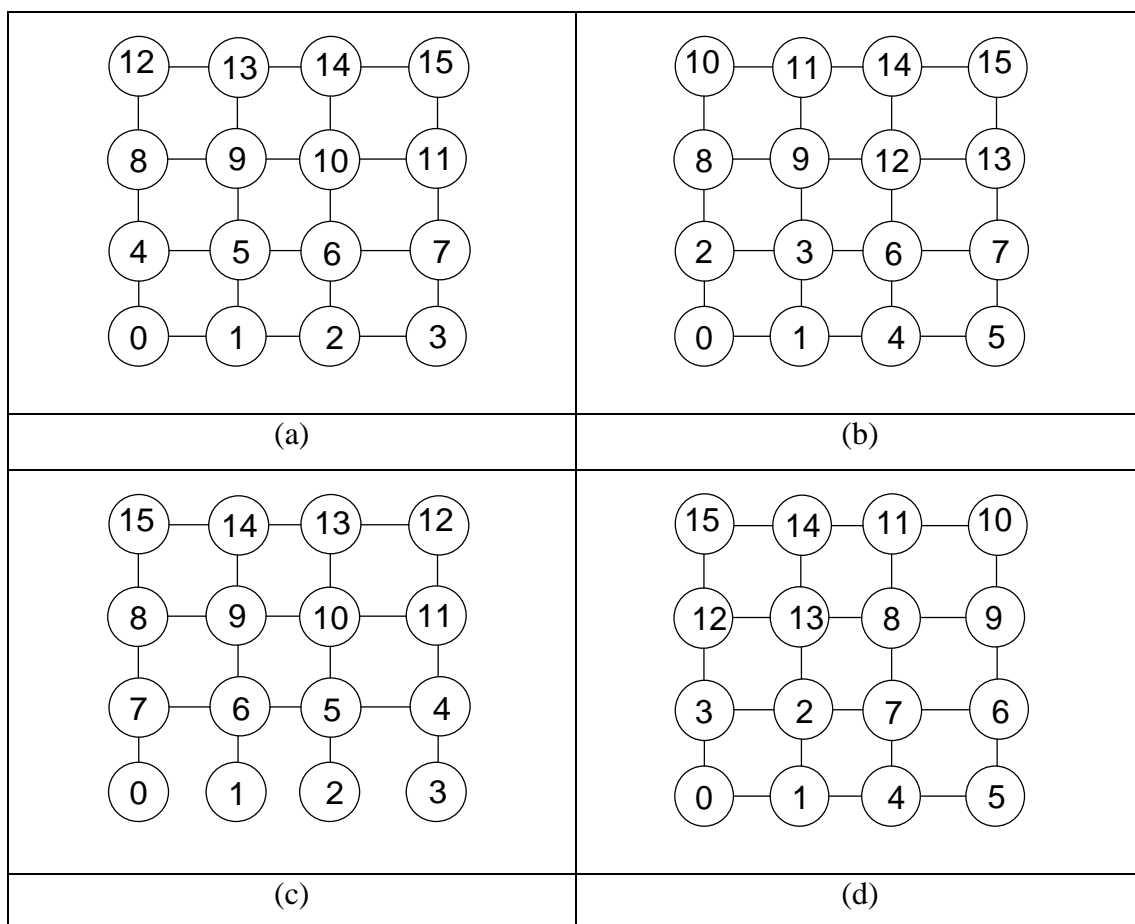 12 13 14 15
8 9 10 11
4 5 6 7
0 1 2 3
(a)
10 11 14 15
8 9 12 13
2 3 6 7
0 1 4 5
(b)
15 14 13 12
8 9 10 11
7 6 5 4
0 1 2 3
(c)
15 14 11 10
12 13 8 9
3 2 7 6
0 1 4 5
(d)